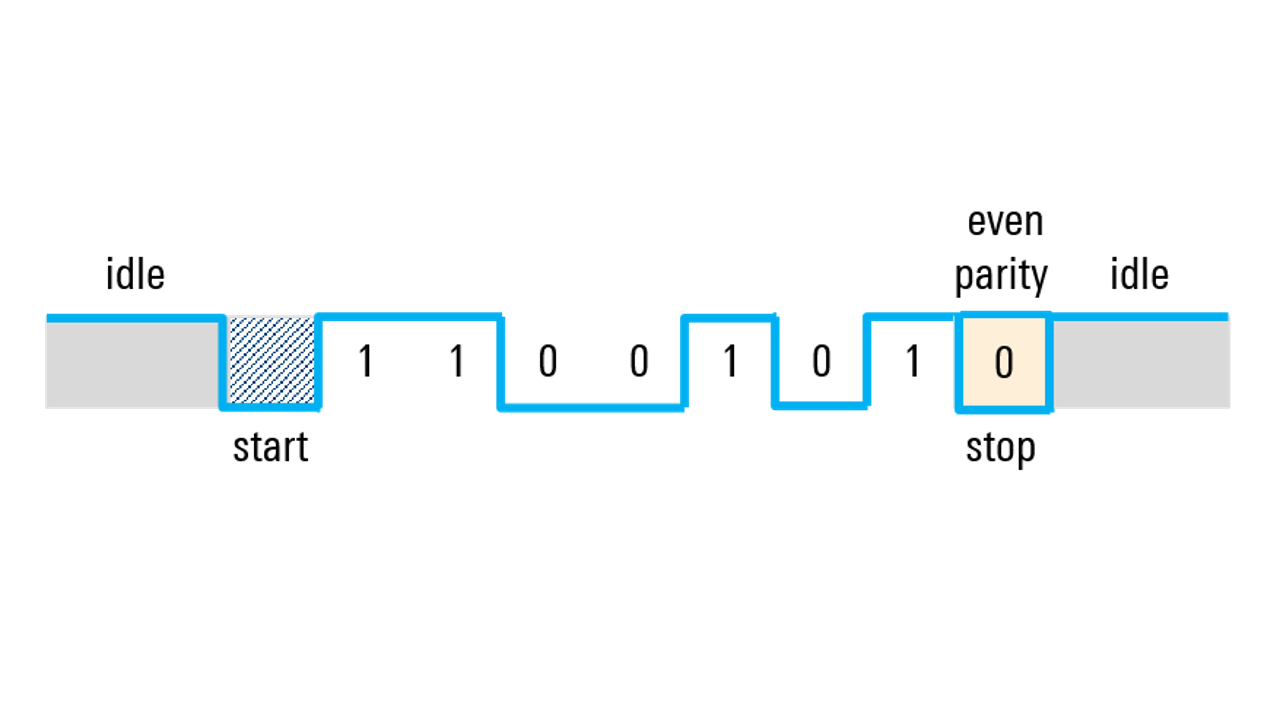 even
idle parity idle
1 1 0 0 1 0 1 0
start stop